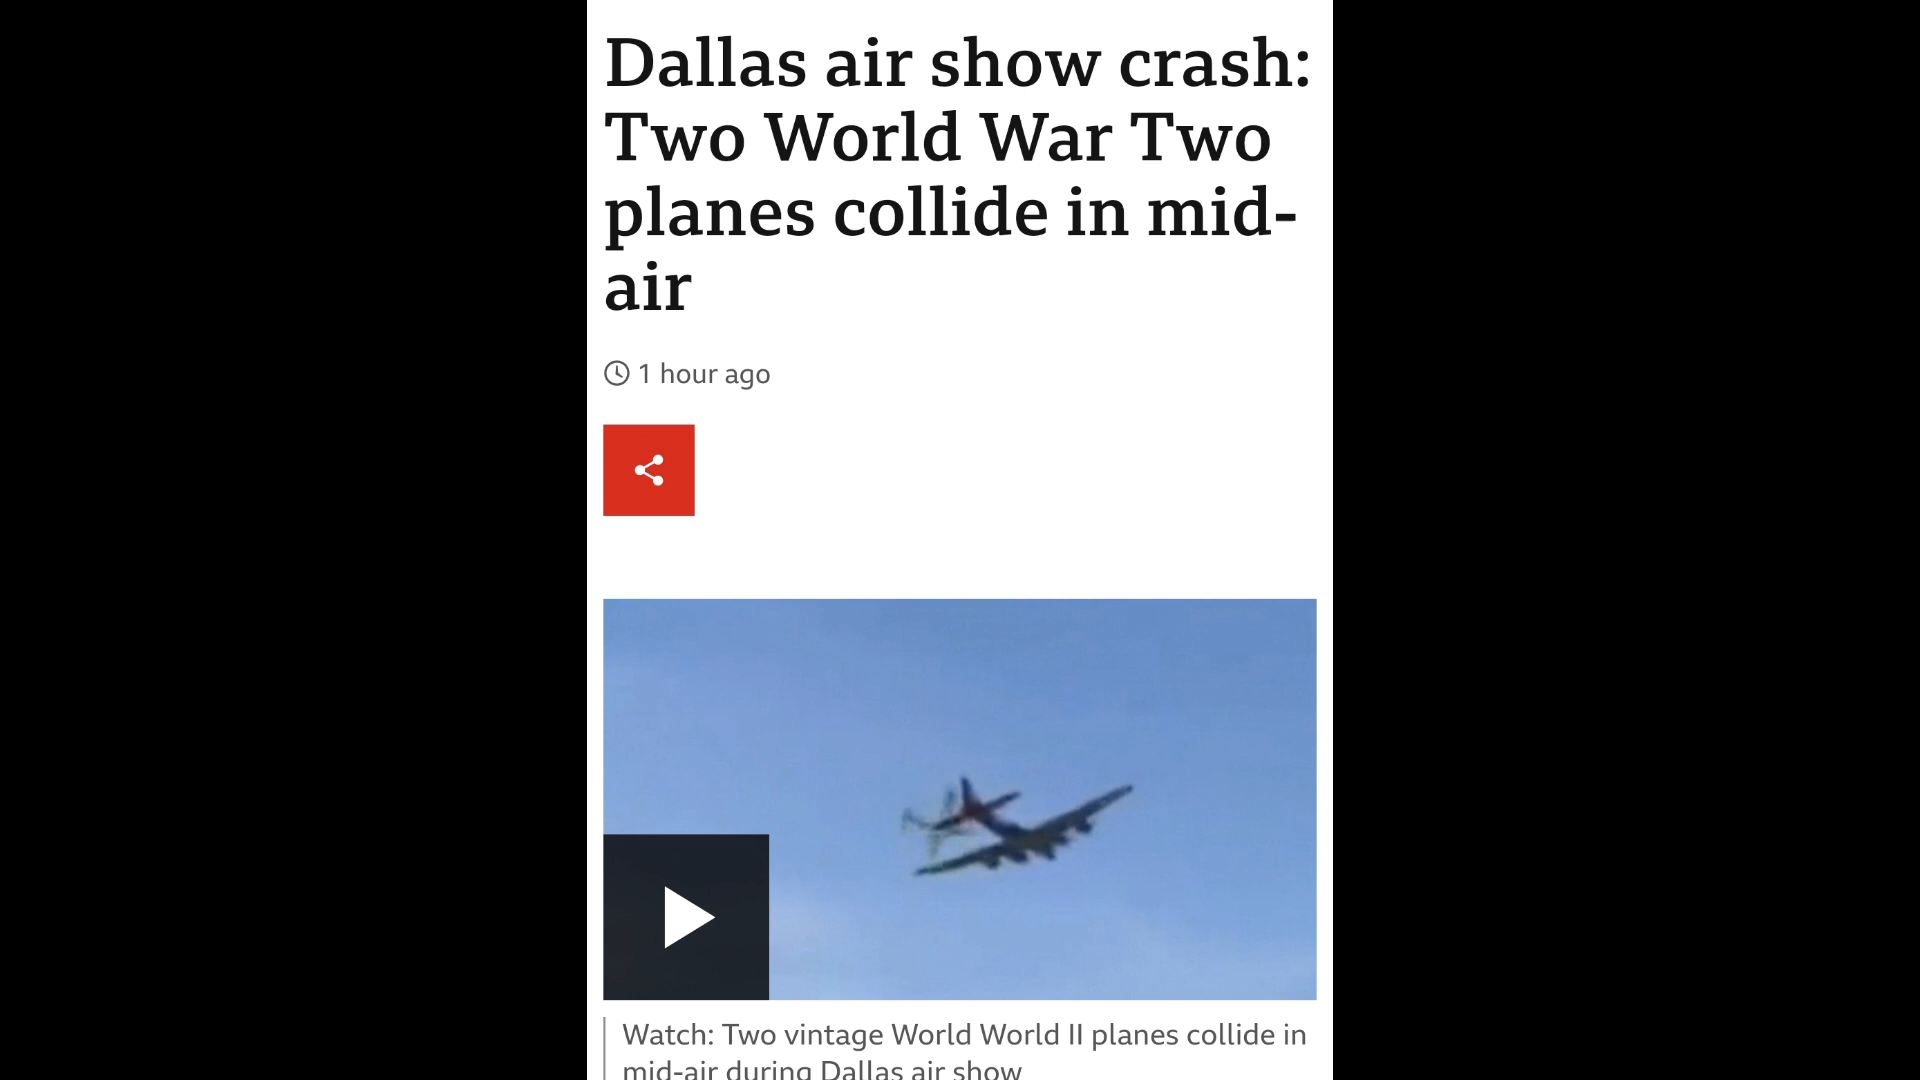 Dallas air show crash:
Two World War Two
planes collide in mid-
air
1 hour ago
Watch: Two vintage World World II planes collide in
mid-air during Dallas air show